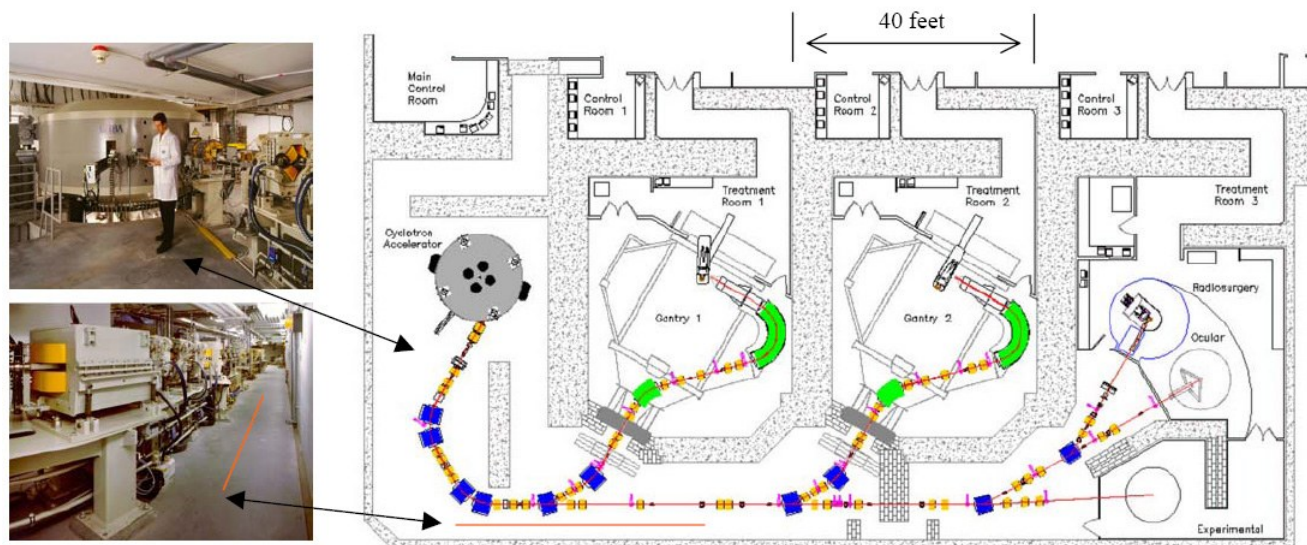 40 feet
Main
Control
Room
Control
Room 1
Control
Room 2
Control
Room 3
Treatment
Room 1
Treatment
Room 2
Treatment
Room 3
Cyclotron
Accelerator
Gantry 1
Gantry 2
Radiosurgery
Ocular
Experimental